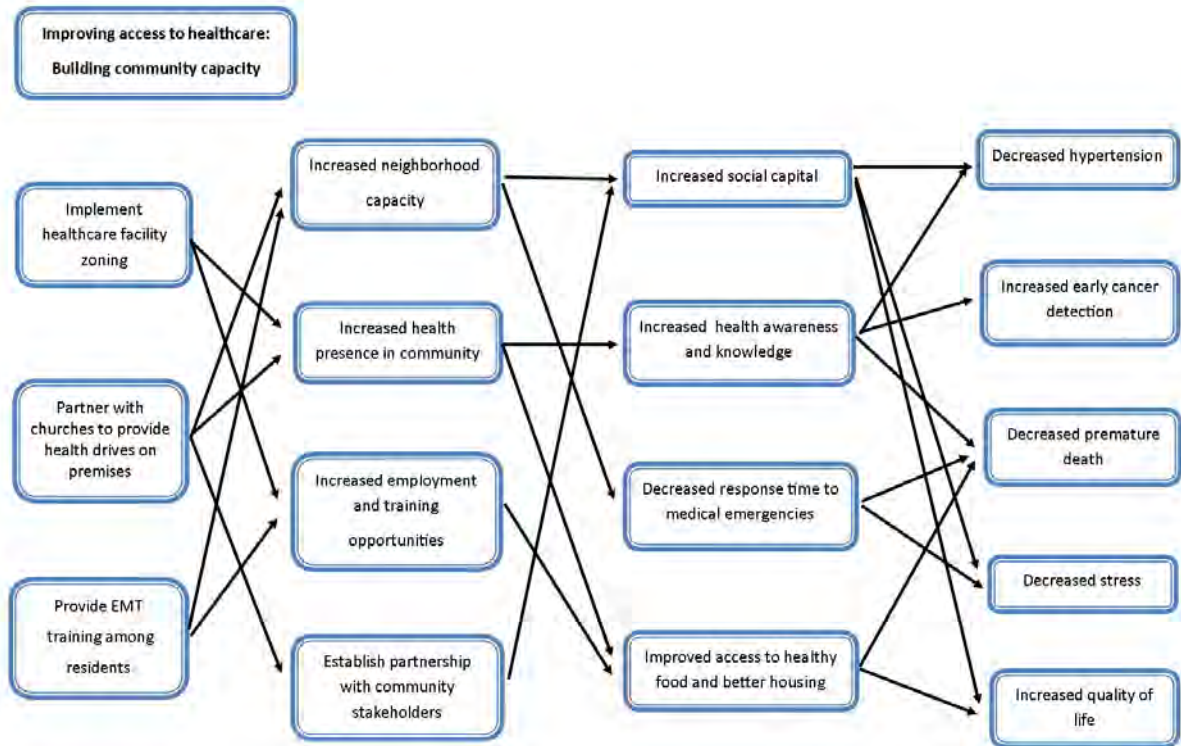 Improving access to healthcare:
Building community capacity
Implement
healthcare facility
zoning
Partner with
churches to provide
health drives on
premises
Provide EMT
training among
residents
Increased neighborhood
capacity
Increased health
presence in community
Increased employment
and training
opportunities
Establish partnership
with community
stakeholders
Increased social capital
Increased health awareness
and knowledge
Decreased response time to
medical emergencies
Improved access to healthy
food and better housing
Decreased hypertension
Increased early cancer
detection
Decreased premature
death
Decreased stress
Increased quality of
life